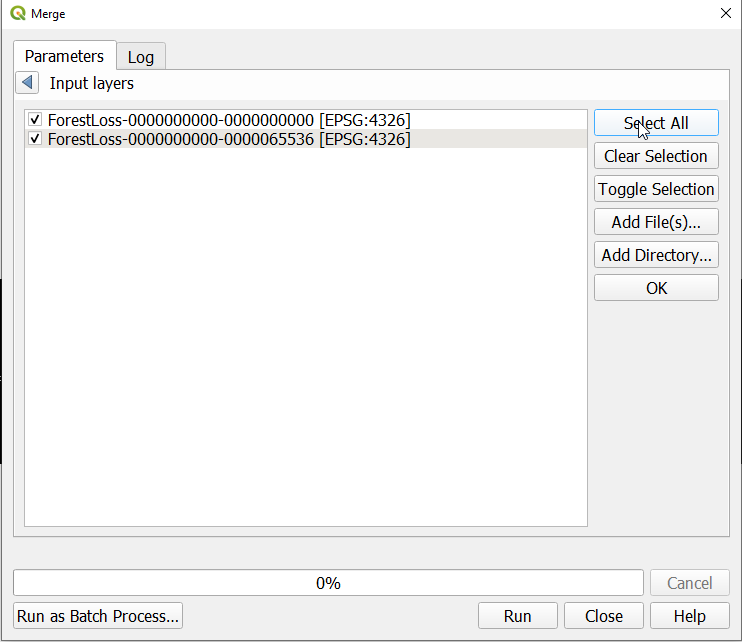 Merge
Parameters
Log
Input layers
ForestLoss-0000000000-0000000000 [EPSG:4326]
ForestLoss-0000000000-0000065536 [EPSG:4326]
Select All
Clear Selection
Toggle Selection
Add File(s)...
Add Directory...
OK
0%
Cancel
Run as Batch Process...
Run
Close
Help